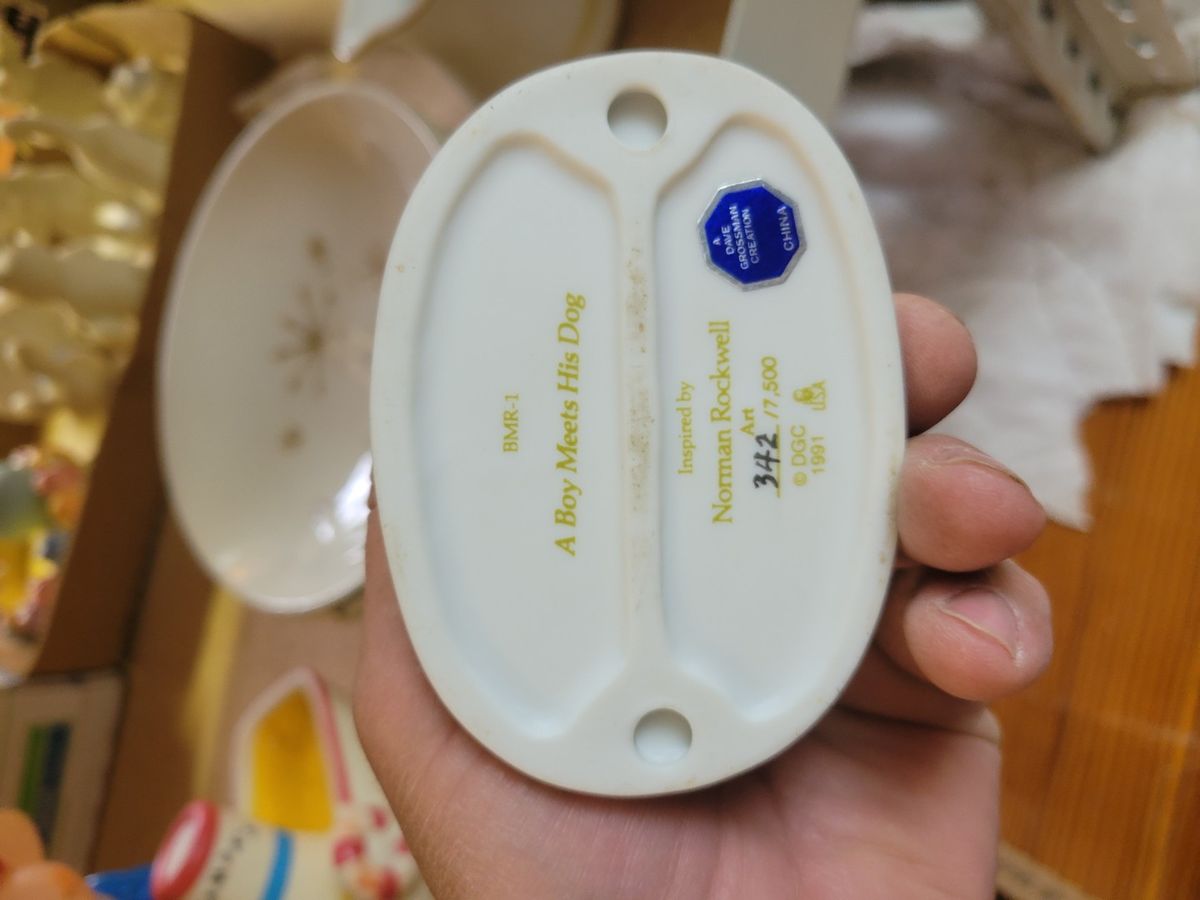 BMR-1
A Boy Meets His Dog
Inspired by
Norman Rockwell
Art
342/7,500
© DGC
1991
USA
A
DAVE
GROSSMAN
CREATION
CHINA
4